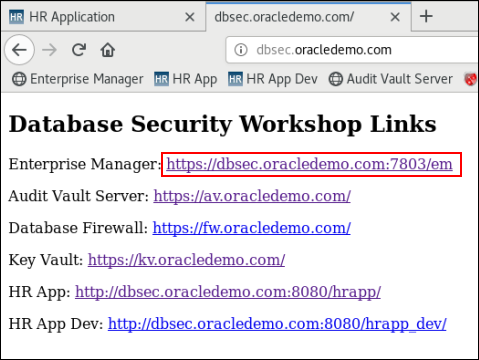 HR HR Application × dbsec.oracledemo.com/ ×
dbsec.oracledemo.com
Enterprise Manager HR HR App HR HR App Dev Audit Vault Server
Database Security Workshop Links
Enterprise Manager: https://dbsec.oracledemo.com:7803/em
Audit Vault Server: https://av.oracledemo.com/
Database Firewall: https://fw.oracledemo.com/
Key Vault: https://kv.oracledemo.com/
HR App: http://dbsec.oracledemo.com:8080/hrapp/
HR App Dev: http://dbsec.oracledemo.com:8080/hrapp_dev/